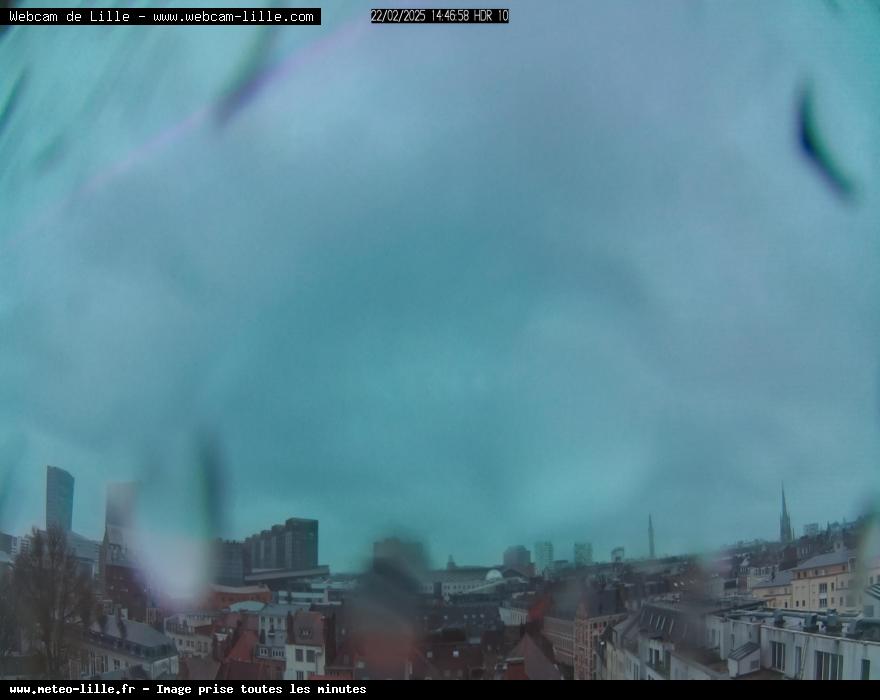 Webcam de Lille - www.webcam-lille.com
22/02/2025 14:46:58 HDR 10
www.meteo-lille.fr - Image prise toutes les minutes